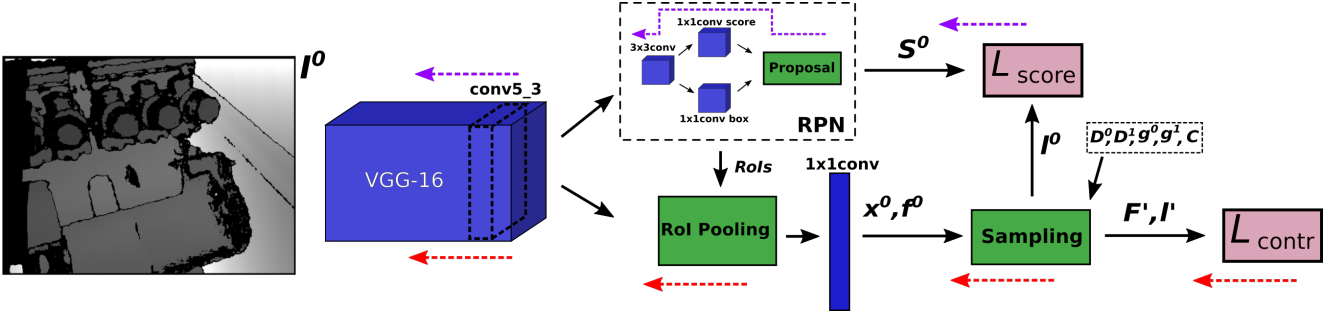 I⁰
VGG-16
conv5_3
3x3conv
1x1conv score
1x1conv box
Proposal
RPN
RoIs
RoI Pooling
1x1conv
x⁰,f⁰
S⁰
L score
l⁰
D⁰,D¹,g⁰,g¹,C
Sampling
F',l'
L contr